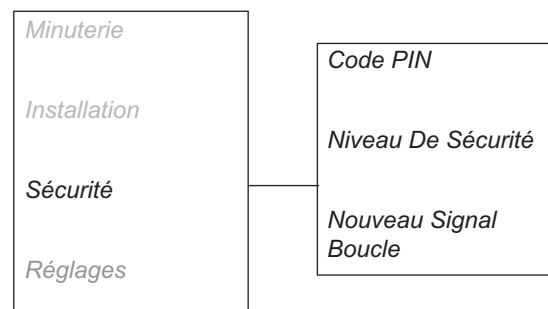 Minuterie
Installation
Sécurité
Réglages
Code PIN
Niveau De Sécurité
Nouveau Signal
Boucle